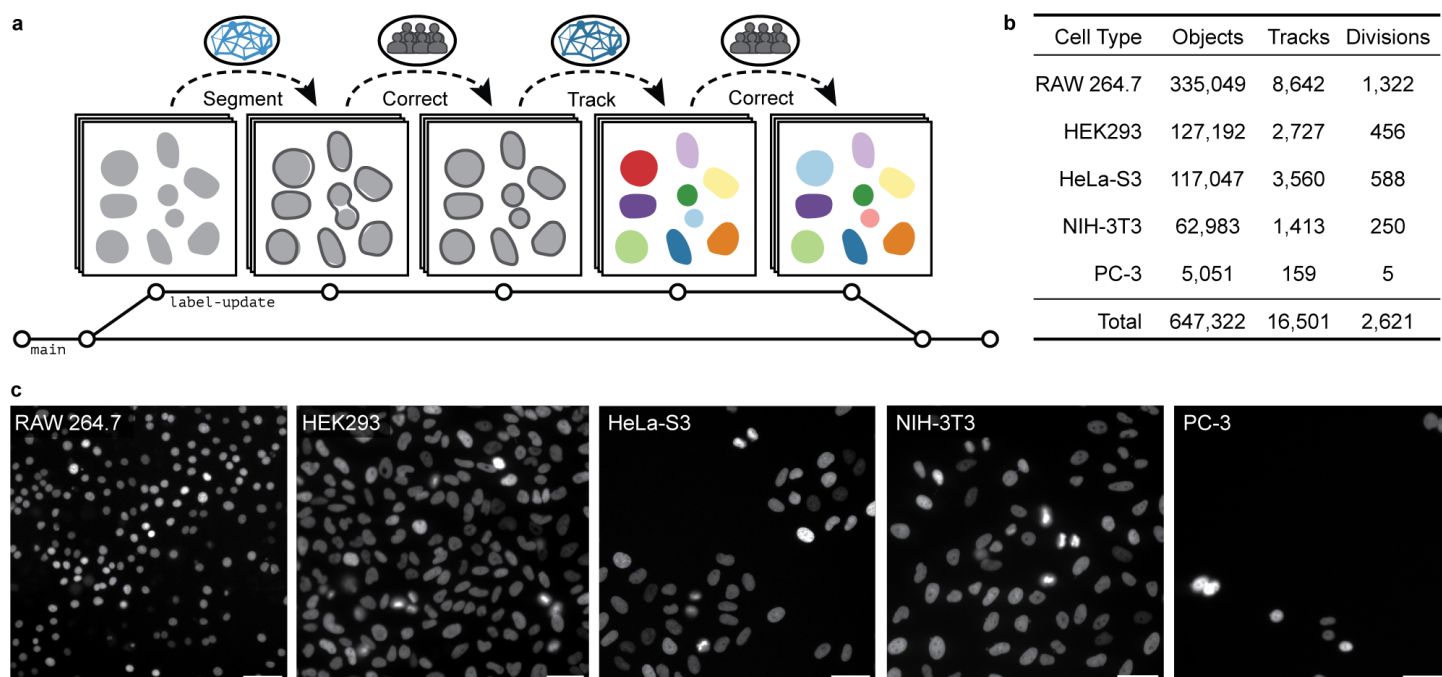 a
Segment
Correct
Track
Correct
label-update
main
b
Cell Type Objects Tracks Divisions
RAW 264.7 335,049 8,642 1,322
HEK293 127,192 2,727 456
HeLa-S3 117,047 3,560 588
NIH-3T3 62,983 1,413 250
PC-3 5,051 159 5
Total 647,322 16,501 2,621
c
RAW 264.7
HEK293
HeLa-S3
NIH-3T3
PC-3